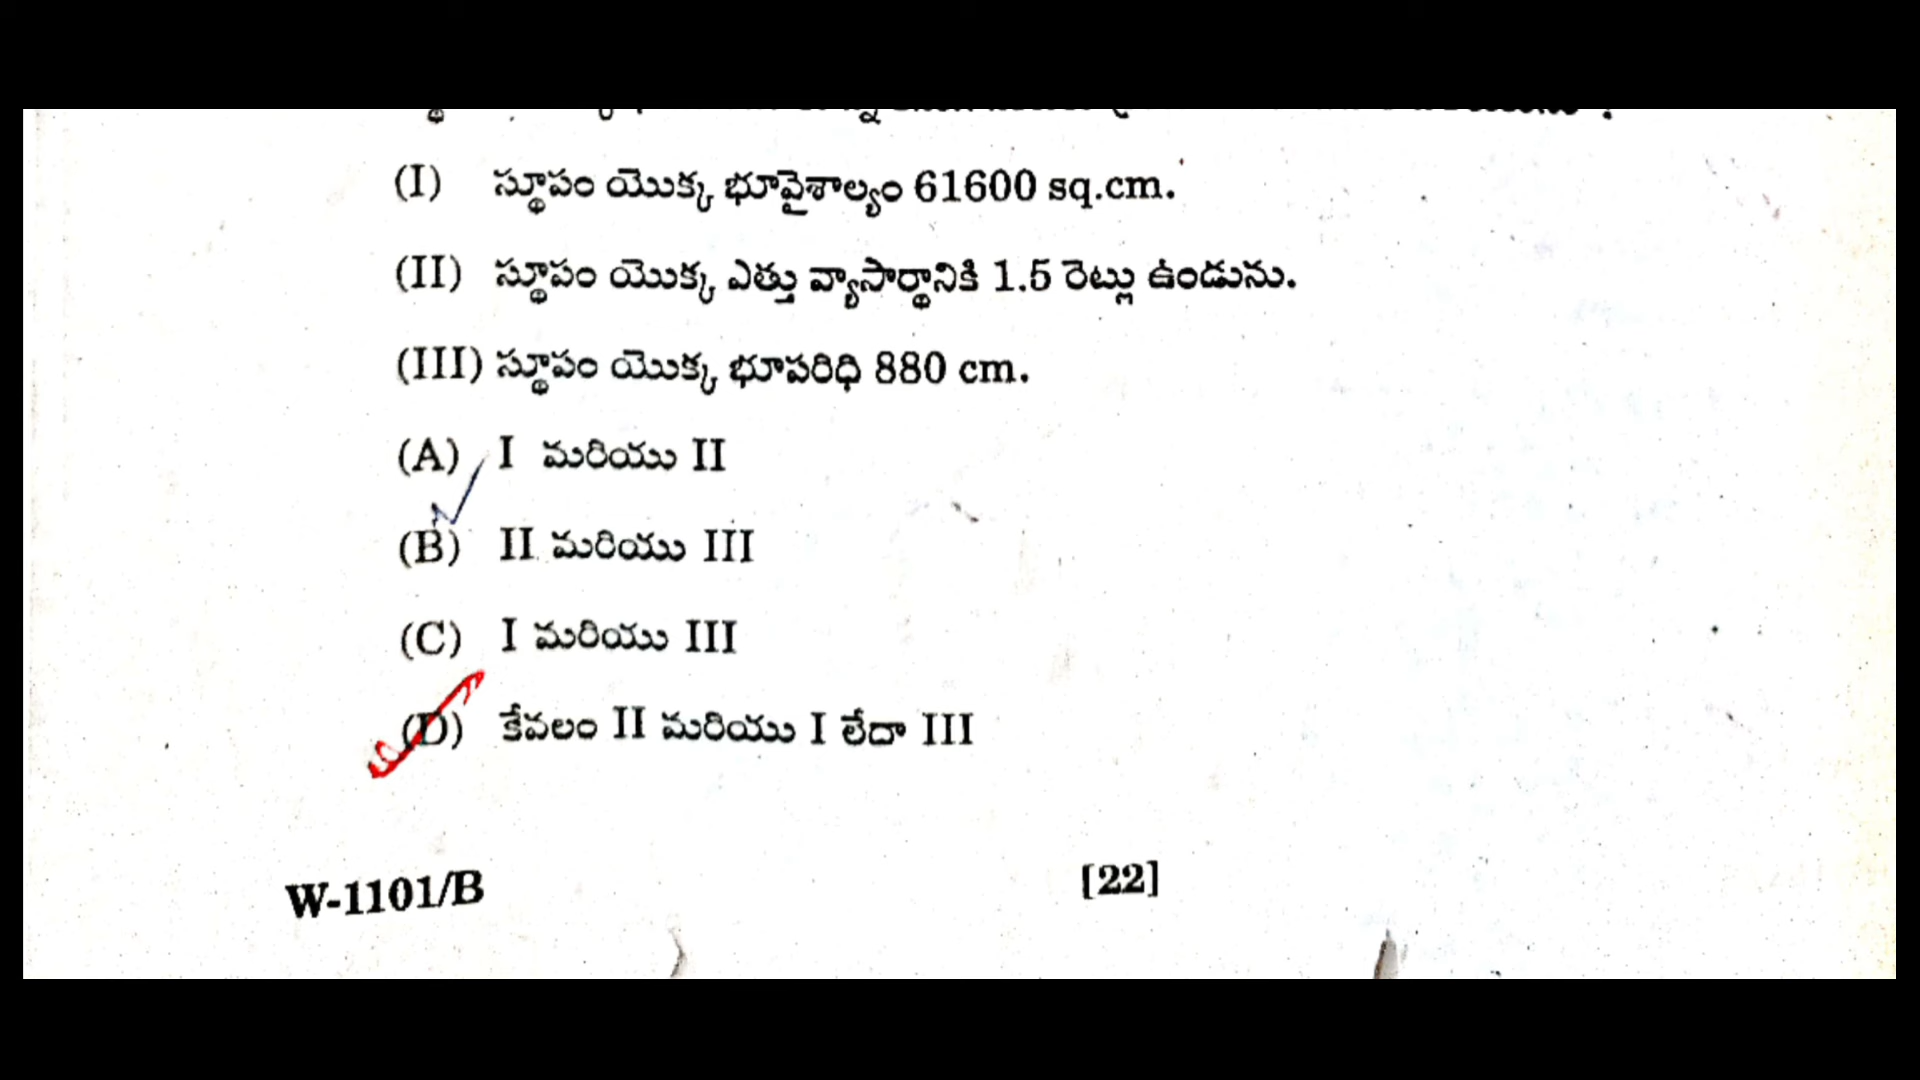 (I) స్థూపం యొక్క భూవైశాల్యం 61600 sq.cm.
(II) స్థూపం యొక్క ఎత్తు వ్యాసార్థానికి 1.5 రెట్లు ఉండును.
(III) స్థూపం యొక్క భూపరిధి 880 cm.
(A) I మరియు II
(B) II మరియు III
(C) I మరియు III
(D) కేవలం II మరియు I లేదా III
W-1101/B [22]